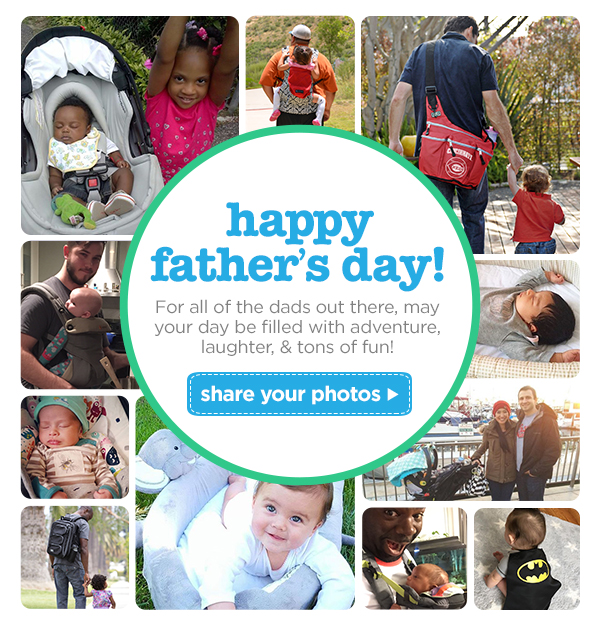 happy
father's day!
For all of the dads out there, may
your day be filled with adventure,
laughter, & tons of fun!
share your photos